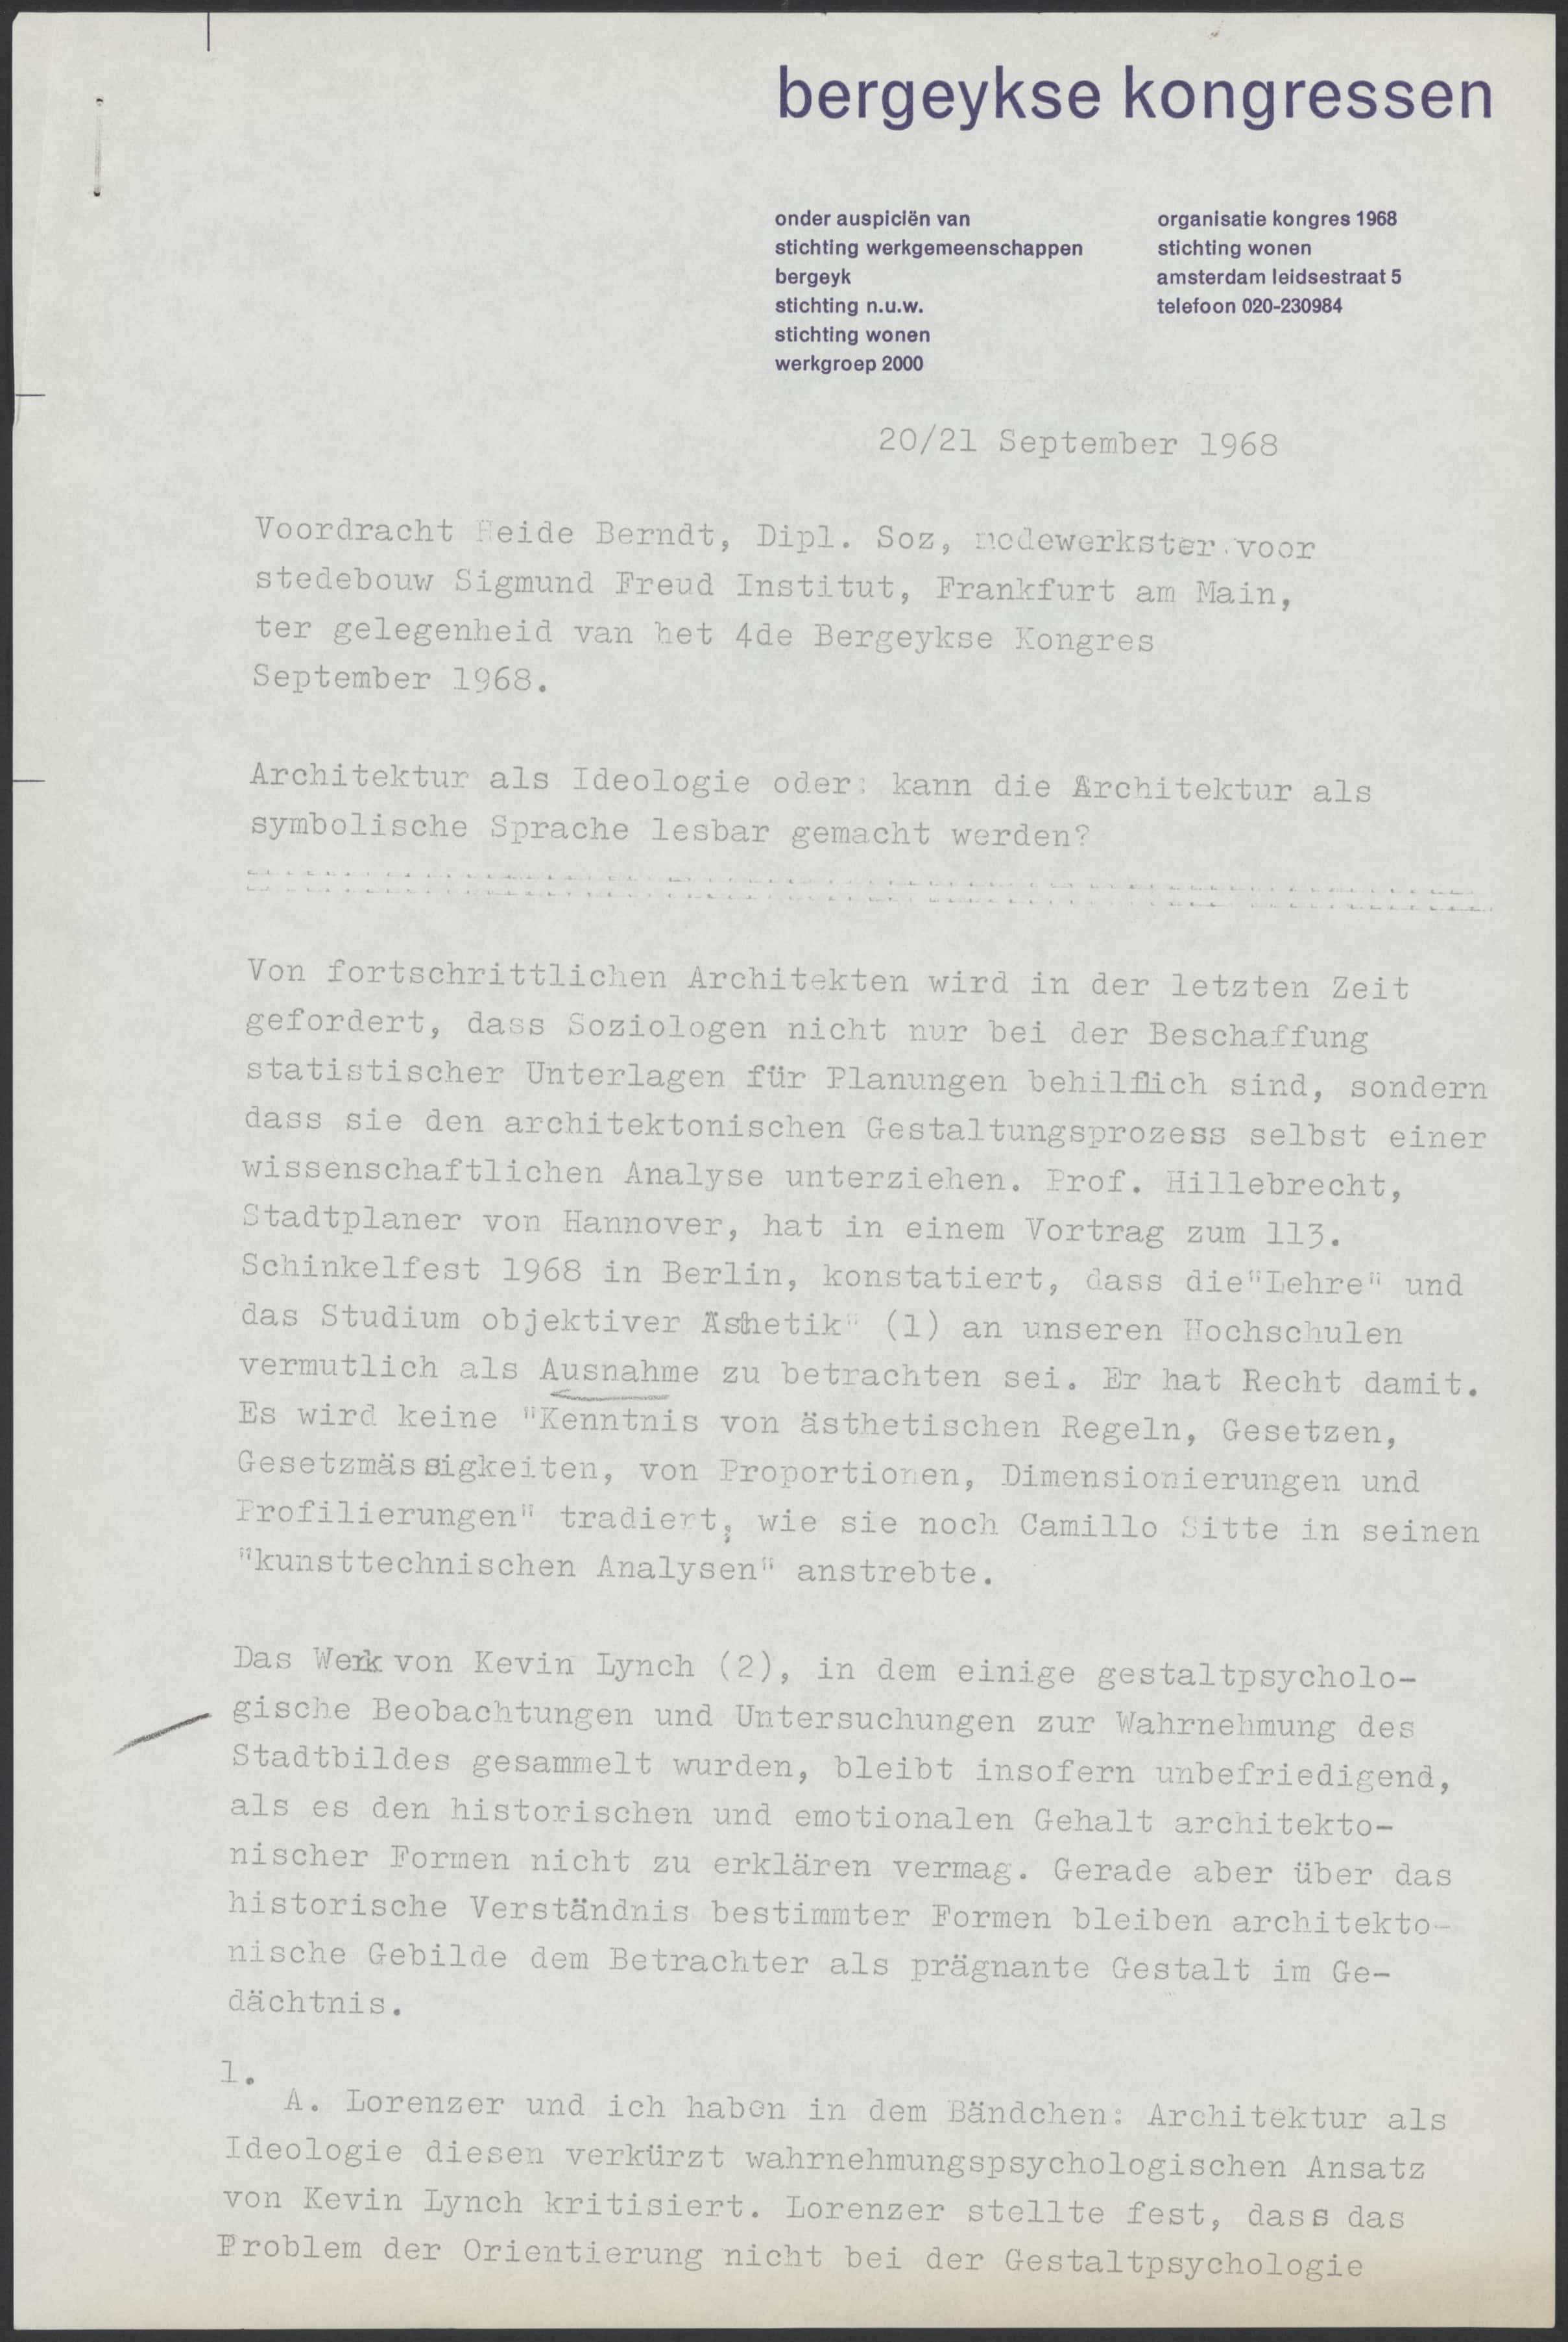 bergeykse kongressen
onder auspiciën van
stichting werkgemeenschappen
bergeyk
stichting n.u.w.
stichting wonen
werkgroep 2000
organisatie kongres 1968
stichting wonen
amsterdam leidsestraat 5
telefoon 020-230984
20/21 September 1968
Voordracht Heide Berndt, Dipl. Soz, medewerkster voor
stedebouw Sigmund Freud Institut, Frankfurt am Main,
ter gelegenheid van het 4de Bergeykse Kongres
September 1968.
Architektur als Ideologie oder: kann die Architektur als
symbolische Sprache lesbar gemacht werden?
Von fortschrittlichen Architekten wird in der letzten Zeit
gefordert, dass Soziologen nicht nur bei der Beschaffung
statistischer Unterlagen für Planungen behilflich sind, sondern
dass sie den architektonischen Gestaltungsprozess selbst einer
wissenschaftlichen Analyse unterziehen. Prof. Hillebrecht,
Stadtplaner von Hannover, hat in einem Vortrag zum 113.
Schinkelfest 1968 in Berlin, konstatiert, dass die"Lehre" und
das Studium objektiver Ästhetik" (1) an unseren Hochschulen
vermutlich als Ausnahme zu betrachten sei. Er hat Recht damit.
Es wird keine "Kenntnis von ästhetischen Regeln, Gesetzen,
Gesetzmässigkeiten, von Proportionen, Dimensionierungen und
Profilierungen" tradiert, wie sie noch Camillo Sitte in seinen
"kunsttechnischen Analysen" anstrebte.
Das Werk von Kevin Lynch (2), in dem einige gestaltpsycholo-
gische Beobachtungen und Untersuchungen zur Wahrnehmung des
Stadtbildes gesammelt wurden, bleibt insofern unbefriedigend,
als es den historischen und emotionalen Gehalt architekto-
nischer Formen nicht zu erklären vermag. Gerade aber über das
historische Verständnis bestimmter Formen bleiben architekto-
nische Gebilde dem Betrachter als prägnante Gestalt im Ge-
dächtnis.
1.
A. Lorenzer und ich haben in dem Bändchen: Architektur als
Ideologie diesen verkürzt wahrnehmungspsychologischen Ansatz
von Kevin Lynch kritisiert. Lorenzer stellte fest, dass das
Problem der Orientierung nicht bei der Gestaltpsychologie